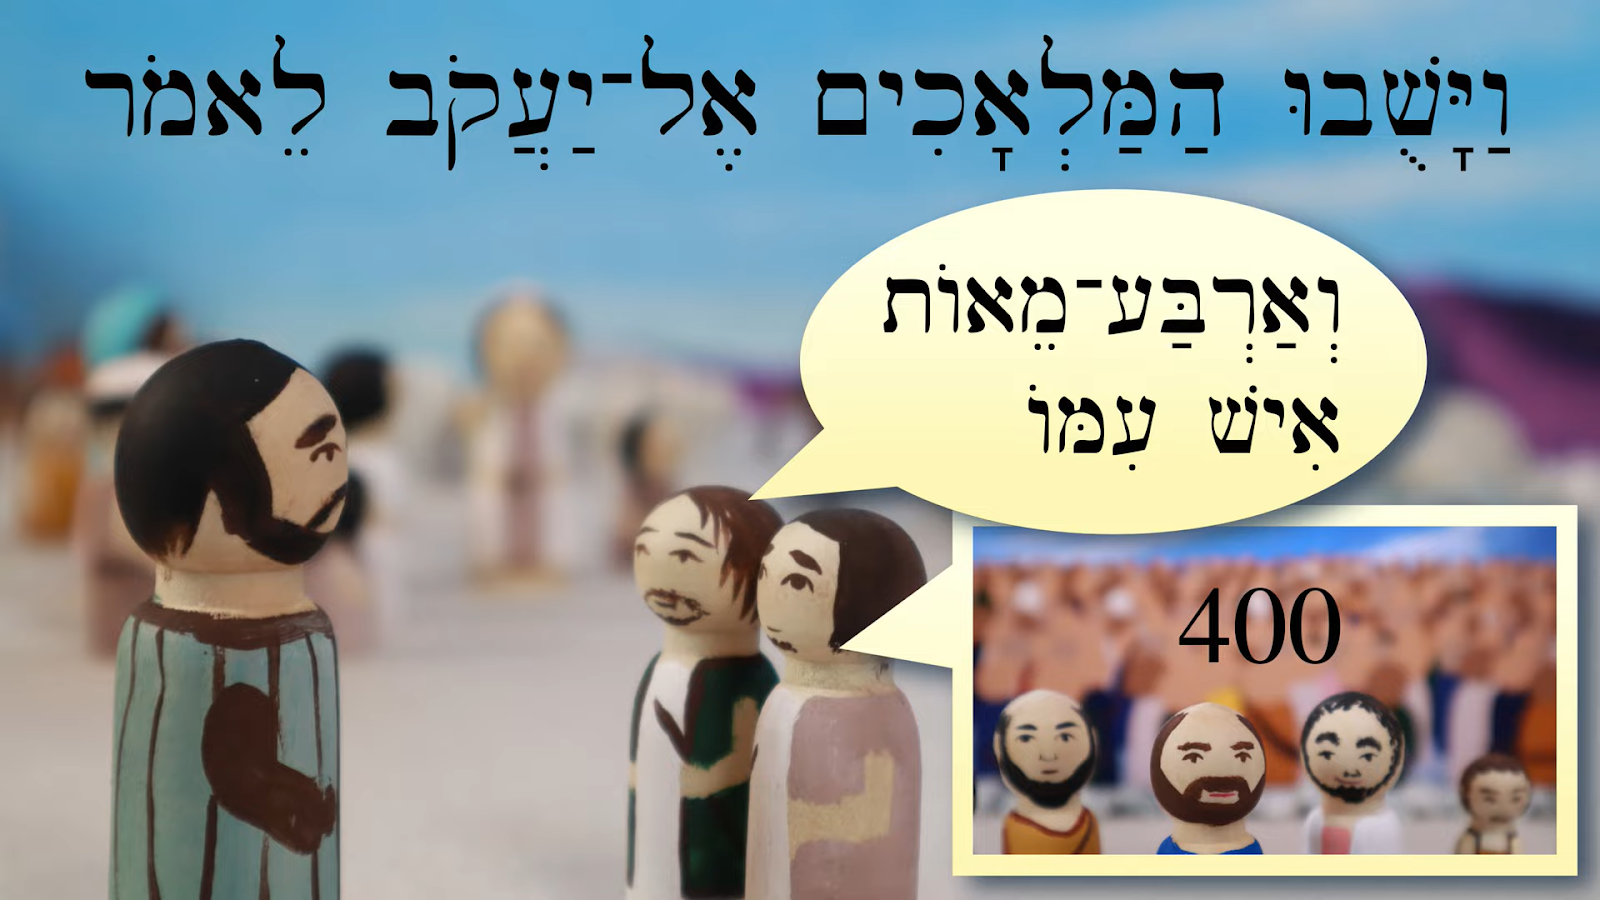 וַיָּשֻׁבוּ הַמַּלְאָכִים אֶל־יַעֲקֹב לֵאמֹר
וְאַרְבַּע־מֵאוֹת
אִישׁ עִמּוֹ
400